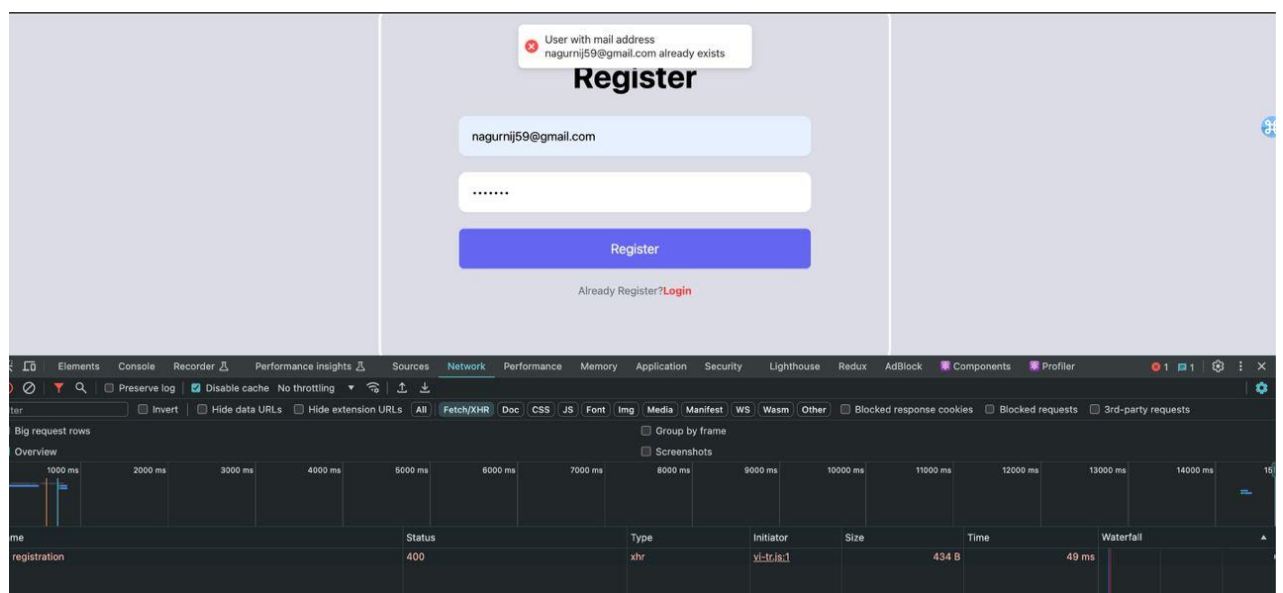 User with mail address
nagurnij59@gmail.com already exists
Register
nagurnij59@gmail.com
•••••••
Register
Already Register?Login
Elements Console Recorder Performance insights Sources Network Performance Memory Application Security Lighthouse Redux AdBlock Components Profiler 1 1
Preserve log Disable cache No throttling
Invert Hide data URLs Hide extension URLs All Fetch/XHR Doc CSS JS Font Img Media Manifest WS Wasm Other Blocked response cookies Blocked requests 3rd-party requests
Big request rows Group by frame
Overview Screenshots
1000 ms 2000 ms 3000 ms 4000 ms 5000 ms 6000 ms 7000 ms 8000 ms 9000 ms 10000 ms 11000 ms 12000 ms 13000 ms 14000 ms 15
me Status Type Initiator Size Time Waterfall
registration 400 xhr vi-tr.js:1 434 B 49 ms